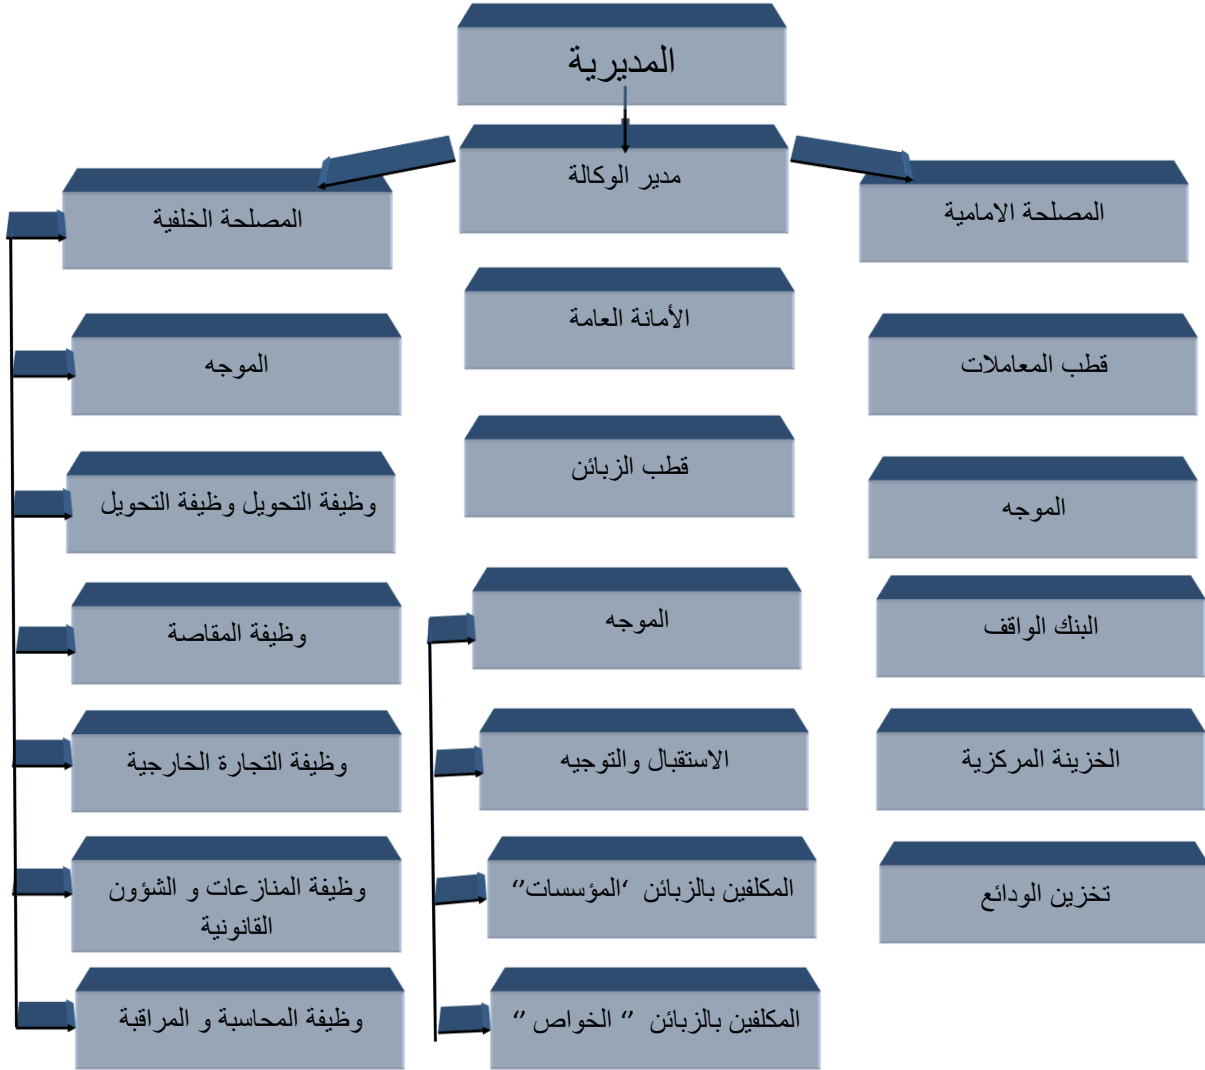 المديرية
مدير الوكالة
المصلحة الامامية
قطب المعاملات
الموجه
البنك الواقف
الخزينة المركزية
تخزين الودائع
الأمانة العامة
قطب الزبائن
الموجه
الاستقبال والتوجيه
المكلفين بالزبائن ‘المؤسسات”
المكلفين بالزبائن ” الخواص ”
المصلحة الخلفية
الموجه
وظيفة التحويل وظيفة التحويل
وظيفة المقاصة
وظيفة التجارة الخارجية
وظيفة المنازعات و الشؤون
القانونية
وظيفة المحاسبة و المراقبة